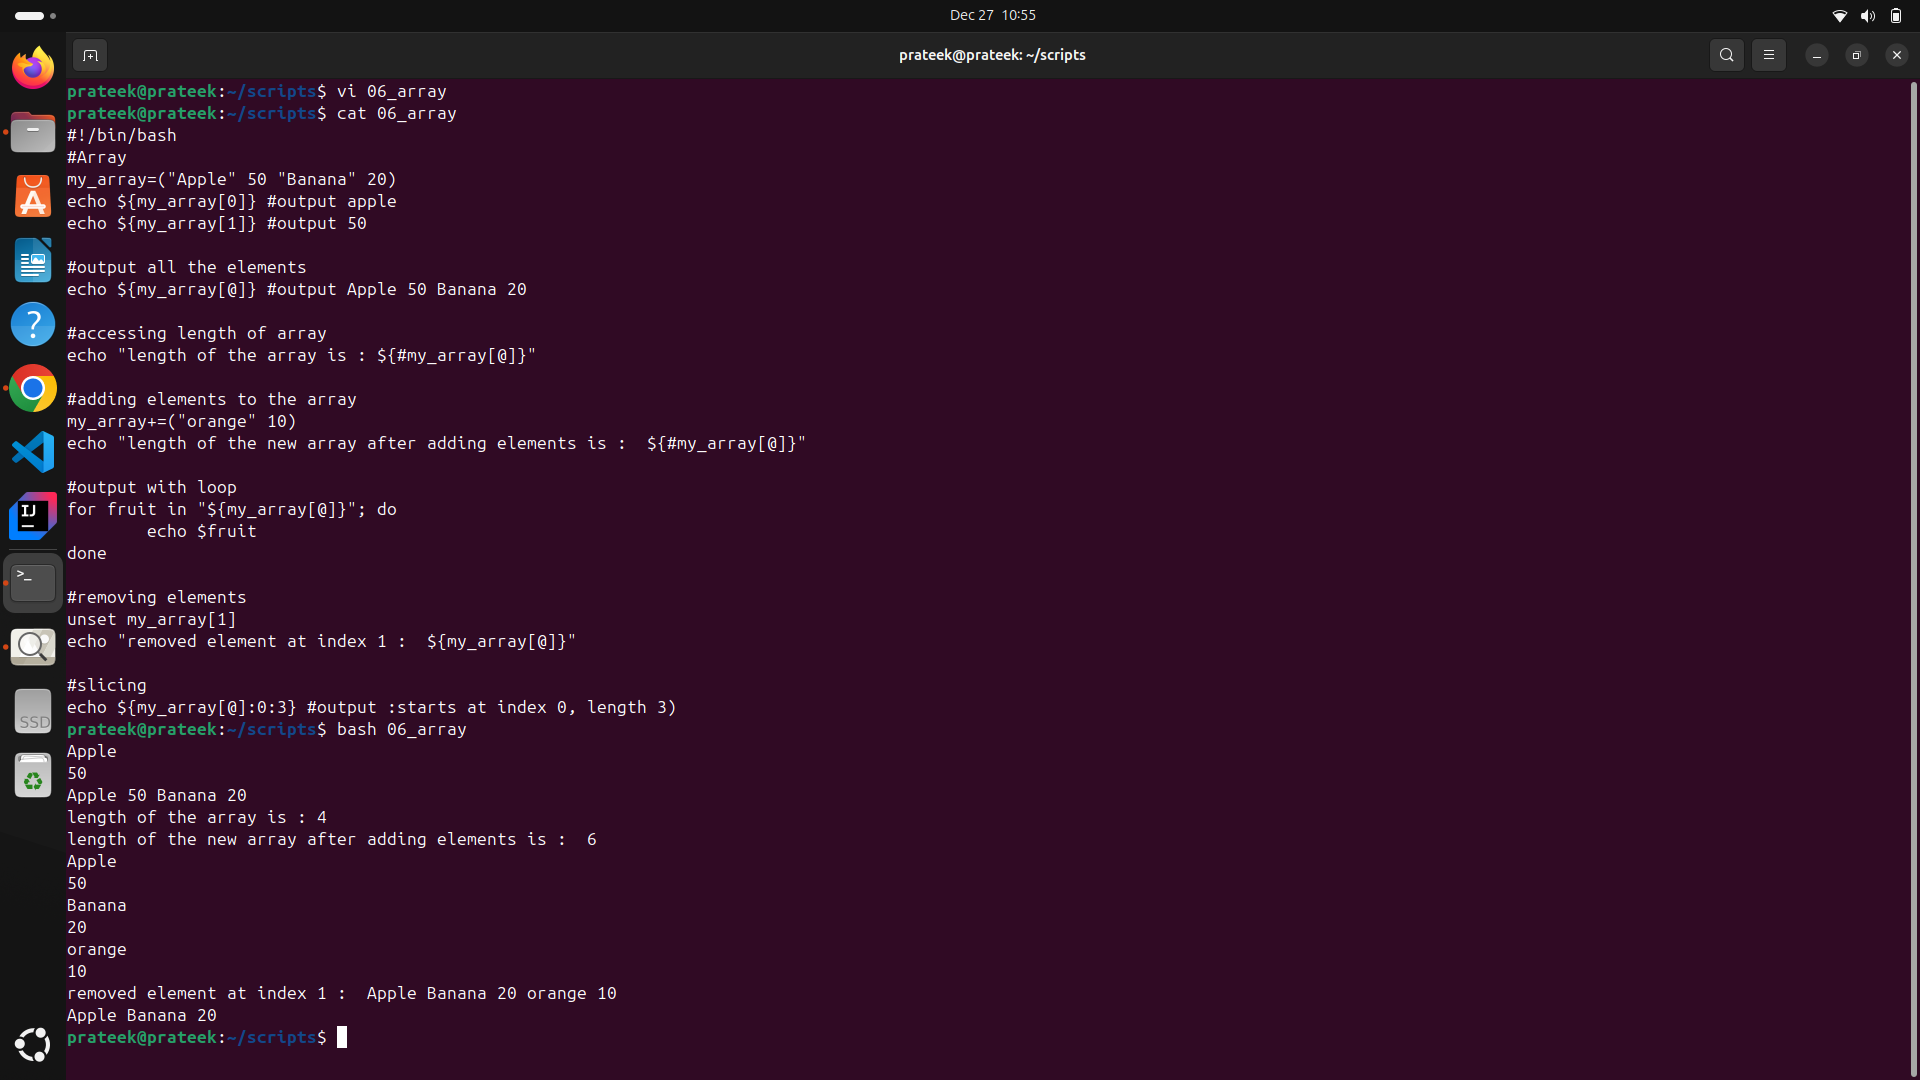 Dec 27  10:55
prateek@prateek: ~/scripts
prateek@prateek:~/scripts$ vi 06_array
prateek@prateek:~/scripts$ cat 06_array
#!/bin/bash
#Array
my_array=("Apple" 50 "Banana" 20)
echo ${my_array[0]} #output apple
echo ${my_array[1]} #output 50

#output all the elements
echo ${my_array[@]} #output Apple 50 Banana 20

#accessing length of array
echo "length of the array is : ${#my_array[@]}"

#adding elements to the array
my_array+=("orange" 10)
echo "length of the new array after adding elements is :  ${#my_array[@]}"

#output with loop
for fruit in "${my_array[@]}"; do
        echo $fruit
done

#removing elements
unset my_array[1]
echo "removed element at index 1 :  ${my_array[@]}"

#slicing
echo ${my_array[@]:0:3} #output :starts at index 0, length 3)
prateek@prateek:~/scripts$ bash 06_array
Apple
50
Apple 50 Banana 20
length of the array is : 4
length of the new array after adding elements is :  6
Apple
50
Banana
20
orange
10
removed element at index 1 :  Apple Banana 20 orange 10
Apple Banana 20
prateek@prateek:~/scripts$
A
?
IJ
>_
SSD